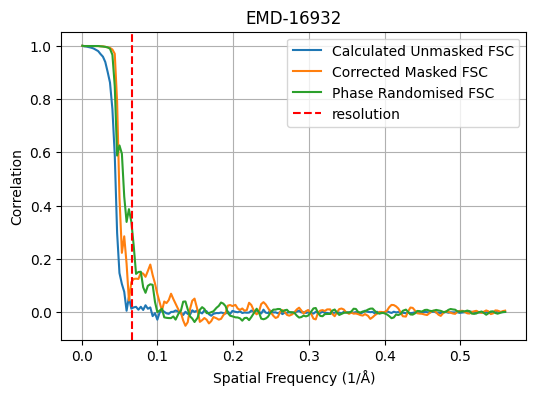 EMD-16932
Calculated Unmasked FSC
Corrected Masked FSC
Phase Randomised FSC
resolution
1.0
0.8
0.6
0.4
0.2
0.0
Correlation
0.0 0.1 0.2 0.3 0.4 0.5
Spatial Frequency (1/Å)